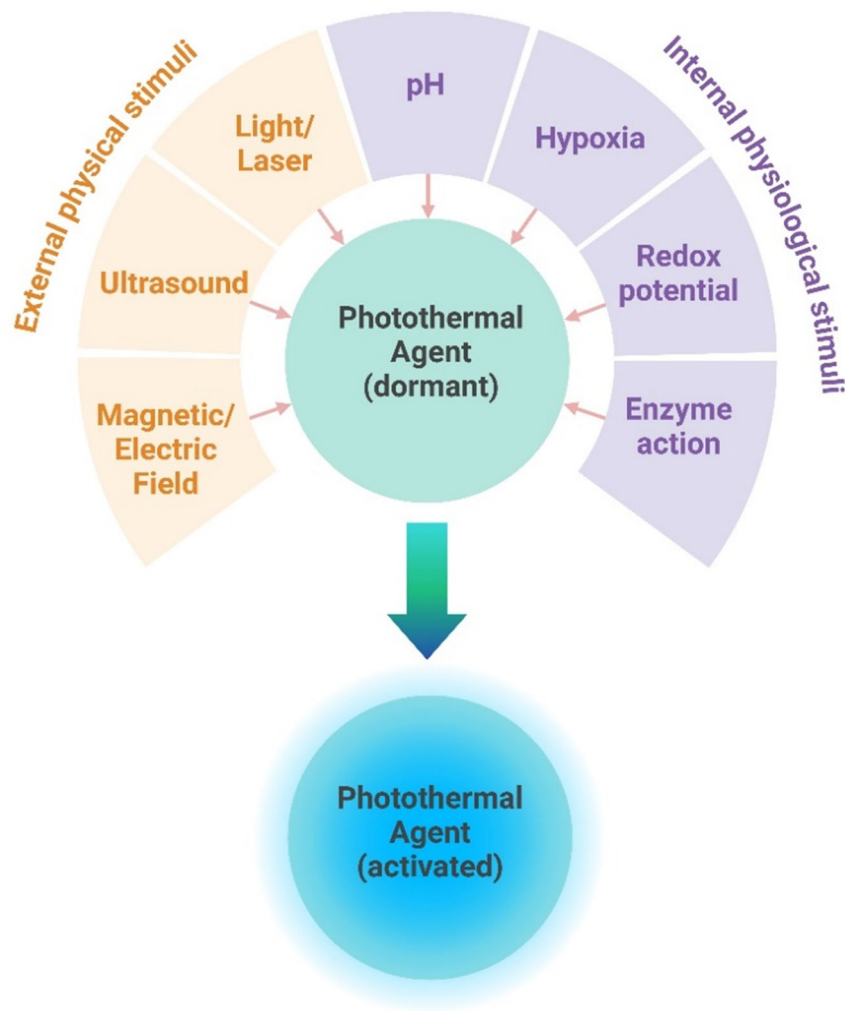 External physical stimuli
Internal physiological stimuli
Magnetic/
Electric
Field
Ultrasound
Light/
Laser
pH
Hypoxia
Redox
potential
Enzyme
action
Photothermal
Agent
(dormant)
Photothermal
Agent
(activated)